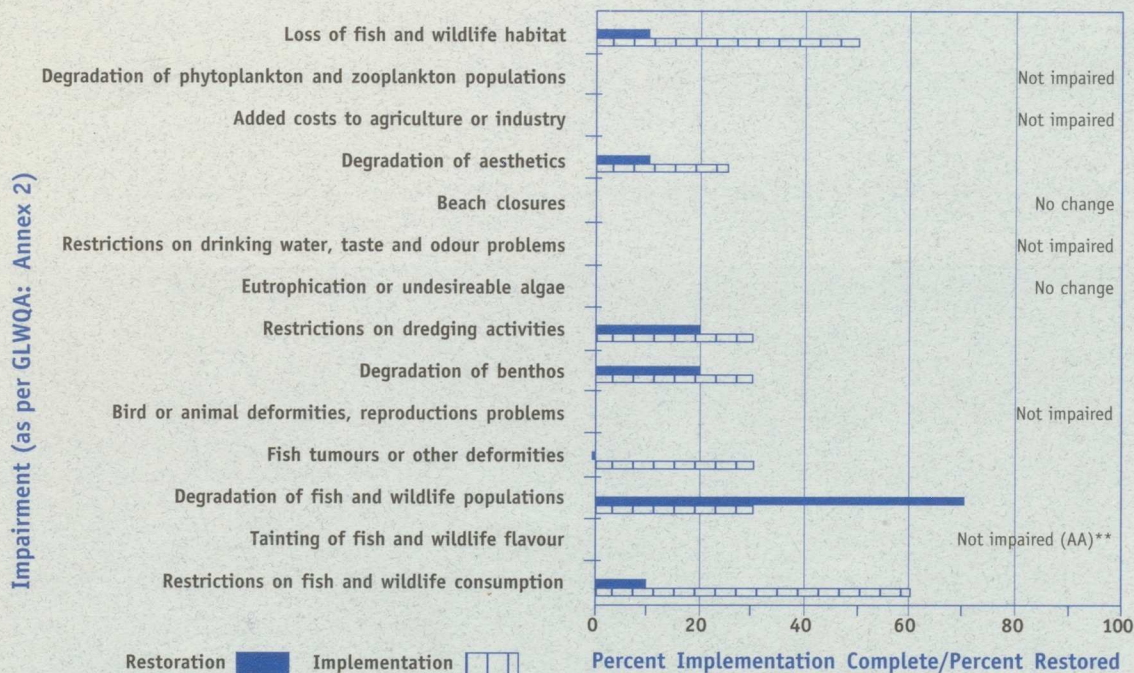 Impairment (as per GLWQA: Annex 2)
Loss of fish and wildlife habitat
Degradation of phytoplankton and zooplankton populations Not impaired
Added costs to agriculture or industry Not impaired
Degradation of aesthetics
Beach closures No change
Restrictions on drinking water, taste and odour problems Not impaired
Eutrophication or undesireable algae No change
Restrictions on dredging activities
Degradation of benthos
Bird or animal deformities, reproductions problems Not impaired
Fish tumours or other deformities
Degradation of fish and wildlife populations
Tainting of fish and wildlife flavour Not impaired (AA)**
Restrictions on fish and wildlife consumption
0 20 40 60 80 100
Restoration Implementation Percent Implementation Complete/Percent Restored